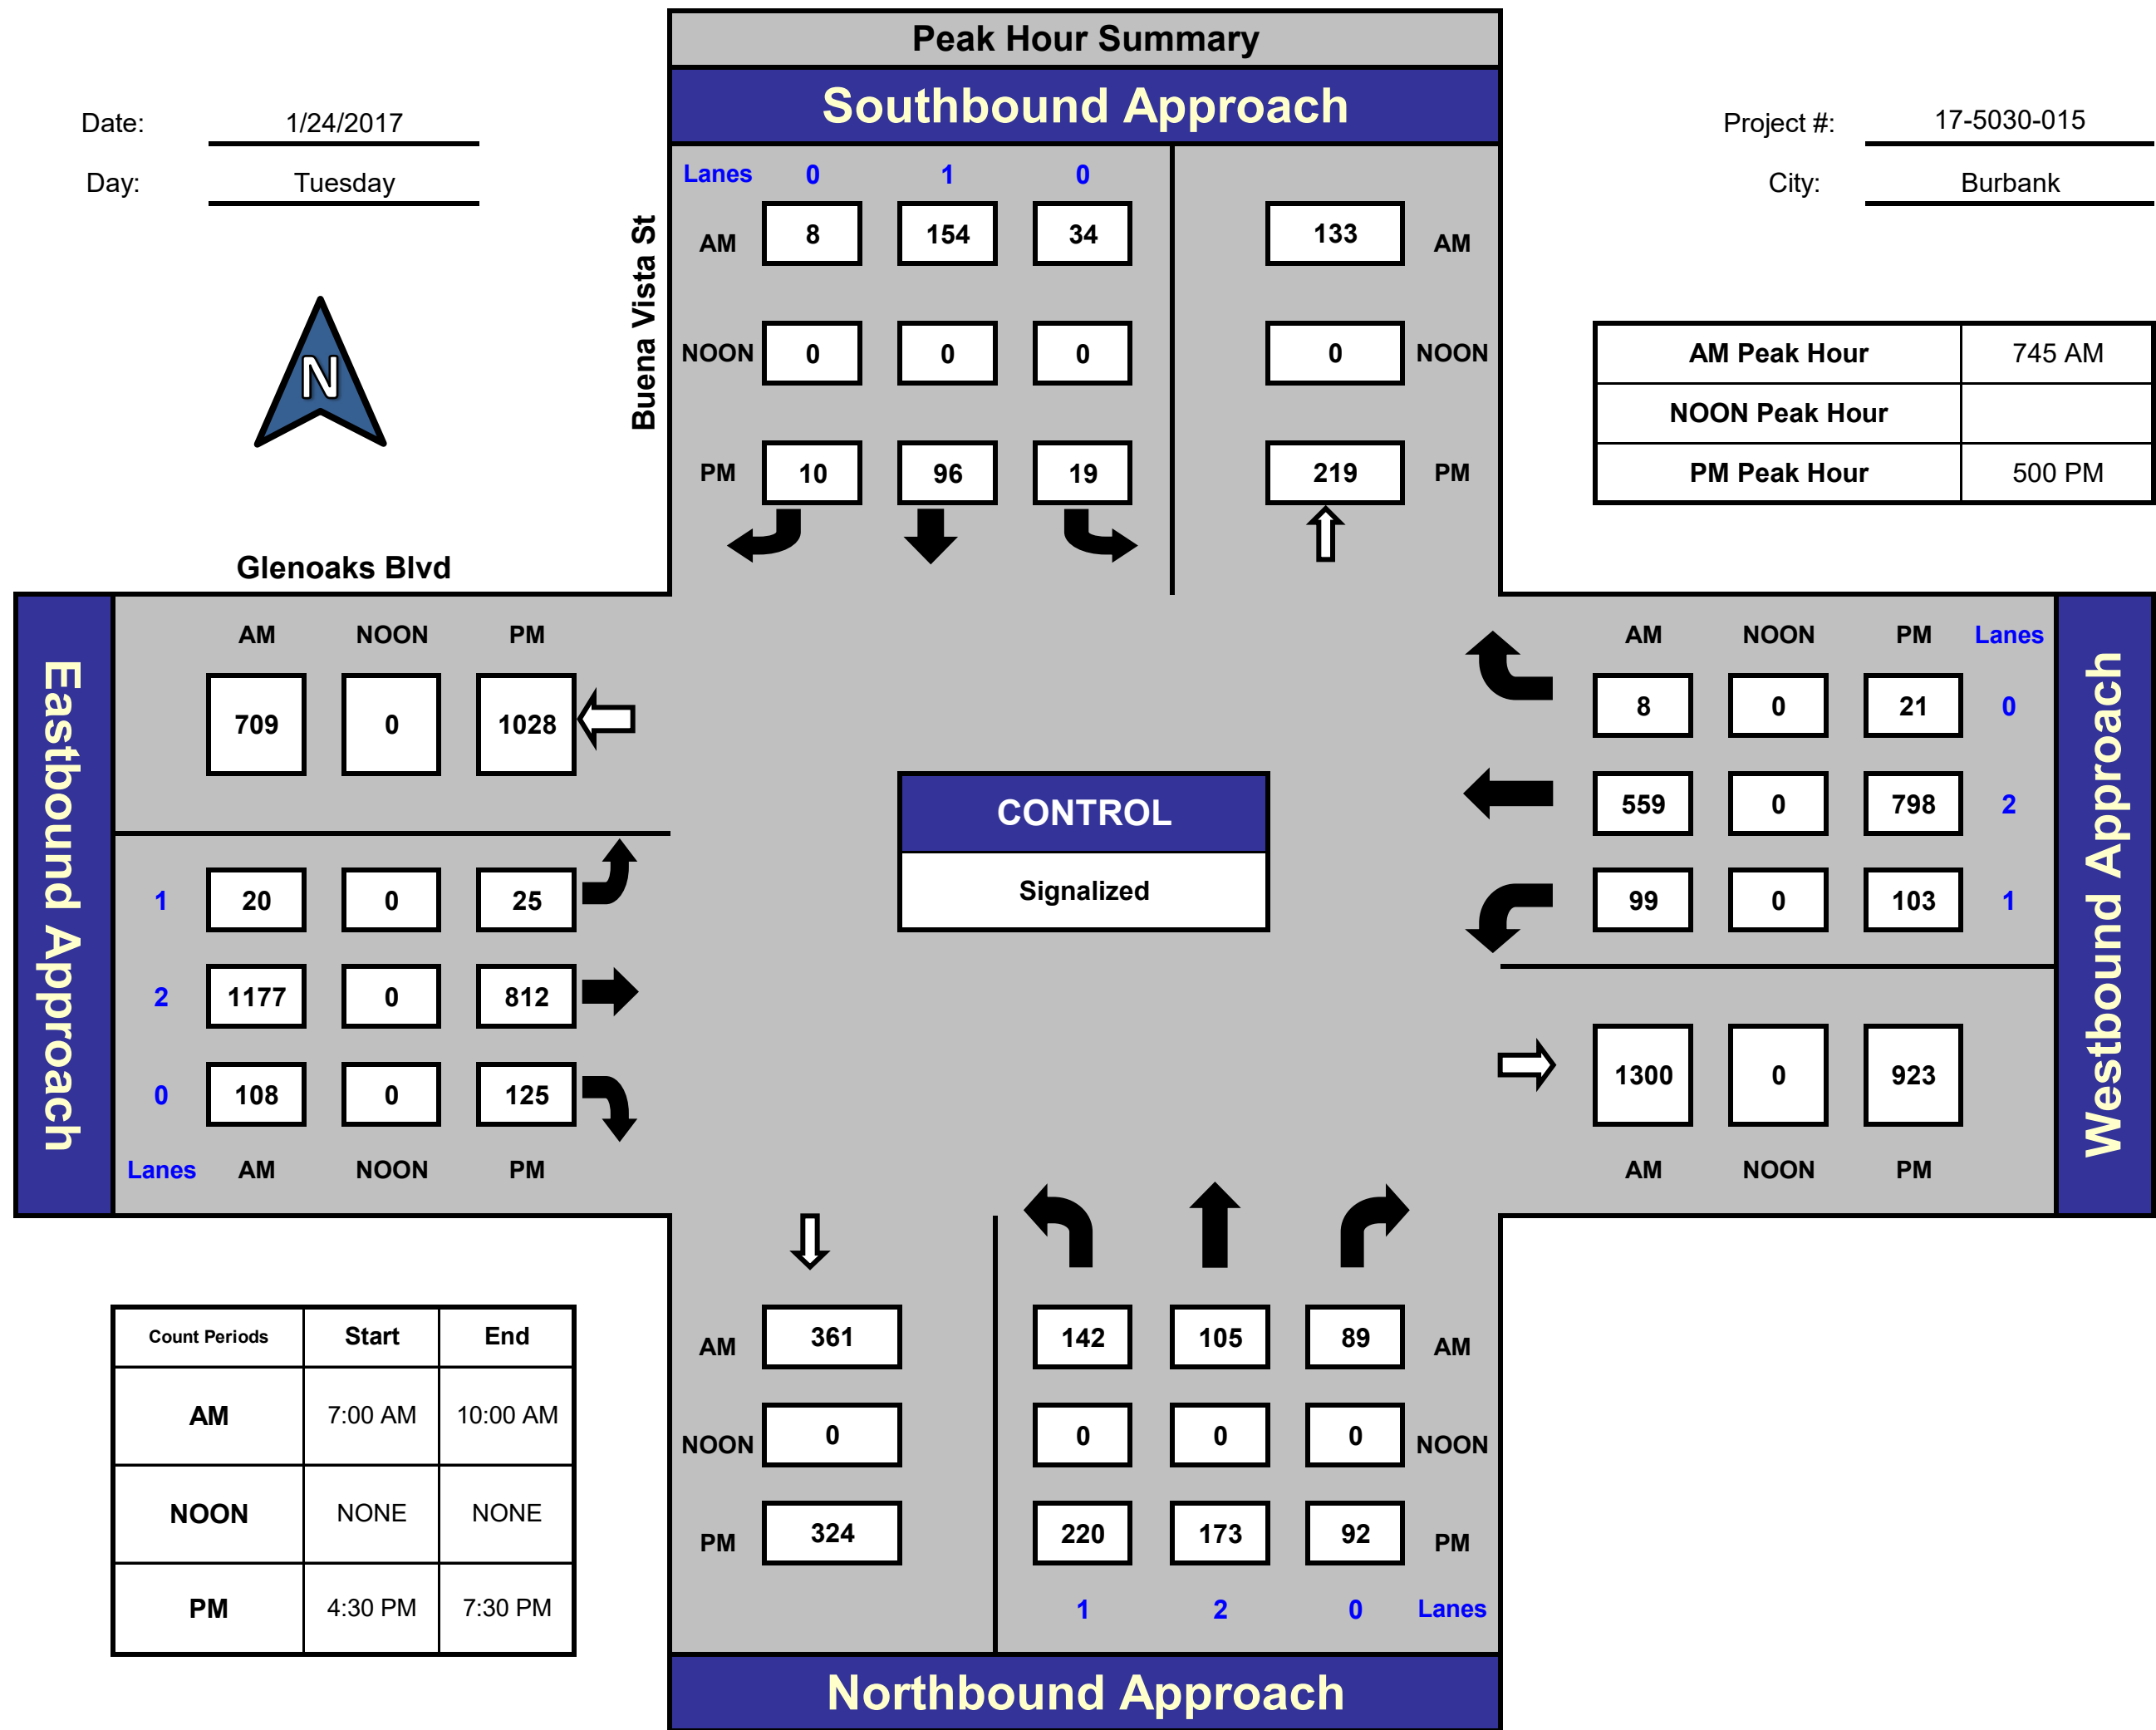 Peak Hour Summary
Southbound Approach
Date: 1/24/2017
Day: Tuesday
Project #: 17-5030-015
City: Burbank
N
Buena Vista St
Lanes 0 1 0
AM 8 154 34 133 AM
NOON 0 0 0 0 NOON
PM 10 96 19 219 PM
AM Peak Hour 745 AM
NOON Peak Hour
PM Peak Hour 500 PM
Glenoaks Blvd
Eastbound Approach
AM NOON PM
709 0 1028
1 20 0 25
2 1177 0 812
0 108 0 125
Lanes AM NOON PM
CONTROL
Signalized
AM NOON PM Lanes
8 0 21 0
559 0 798 2
99 0 103 1
1300 0 923
AM NOON PM
Westbound Approach
Count Periods Start End
AM 7:00 AM 10:00 AM
NOON NONE NONE
PM 4:30 PM 7:30 PM
AM 361 142 105 89 AM
NOON 0 0 0 0 NOON
PM 324 220 173 92 PM
1 2 0 Lanes
Northbound Approach